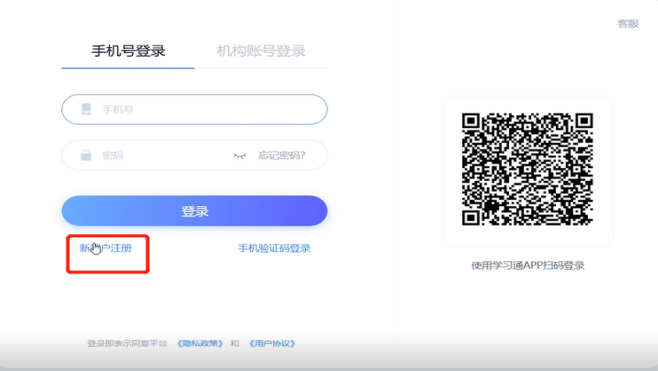 客服
手机号登录 机构账号登录
手机号
密码 忘记密码?
登录
新用户注册 手机验证码登录
使用学习通APP扫码登录
登录即表示同意平台 《隐私政策》 和 《用户协议》